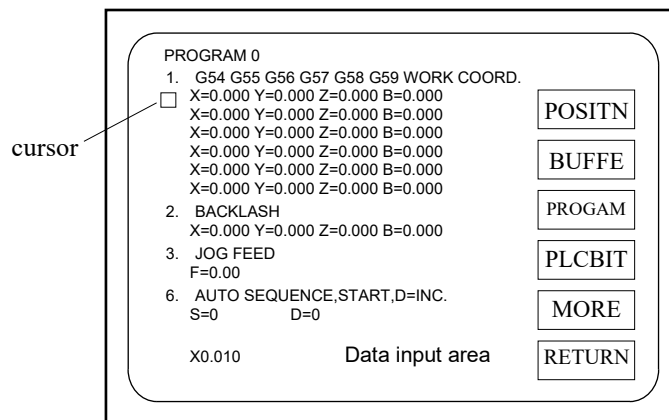 PROGRAM 0
1. G54 G55 G56 G57 G58 G59 WORK COORD.
X=0.000 Y=0.000 Z=0.000 B=0.000
X=0.000 Y=0.000 Z=0.000 B=0.000
X=0.000 Y=0.000 Z=0.000 B=0.000
X=0.000 Y=0.000 Z=0.000 B=0.000
X=0.000 Y=0.000 Z=0.000 B=0.000
X=0.000 Y=0.000 Z=0.000 B=0.000
2. BACKLASH
X=0.000 Y=0.000 Z=0.000 B=0.000
3. JOG FEED
F=0.00
6. AUTO SEQUENCE,START,D=INC.
S=0 D=0
X0.010 Data input area
cursor
POSITN
BUFFE
PROGAM
PLCBIT
MORE
RETURN